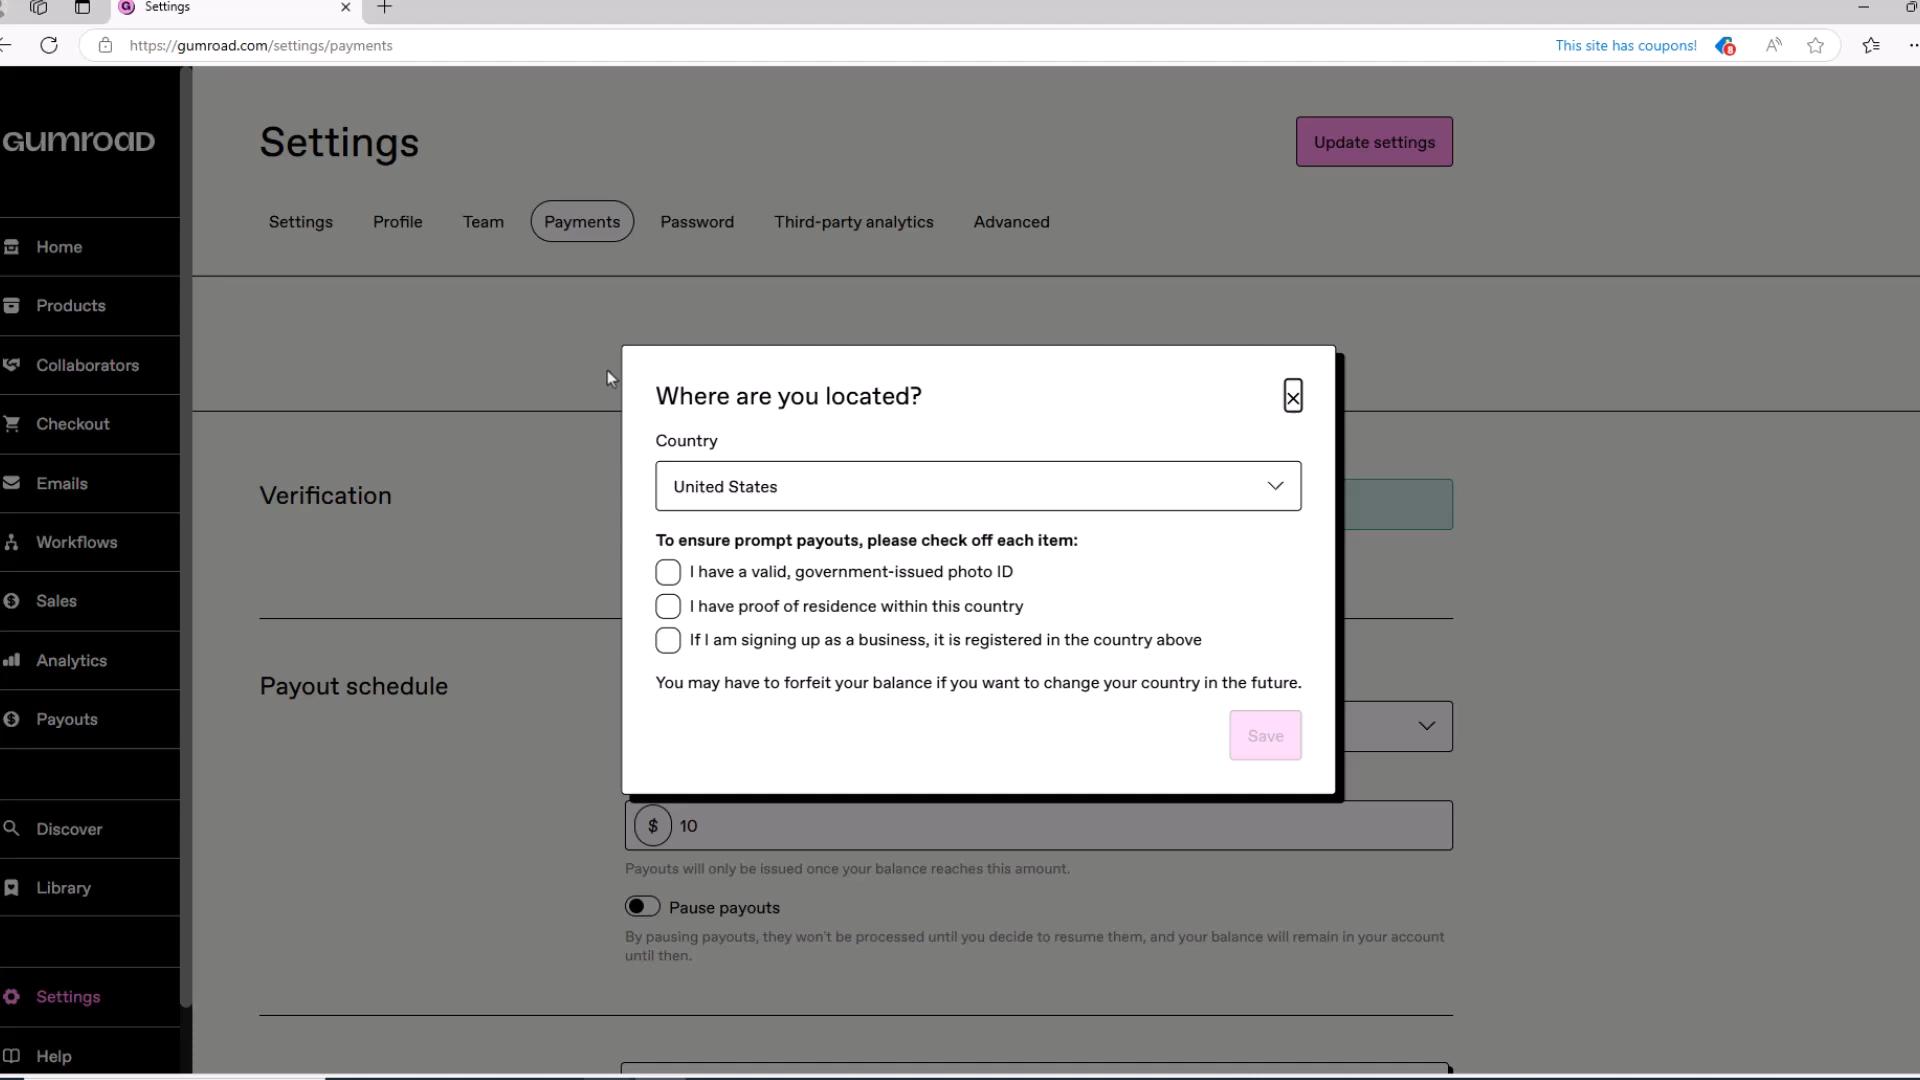 Settings
https://gumroad.com/settings/payments
This site has coupons!
8
GUMROAD
Home
Products
Collaborators
Checkout
Emails
Workflows
Sales
Analytics
Payouts
Discover
Library
Settings
Help
Settings
Update settings
Settings Profile Team Payments Password Third-party analytics Advanced
Where are you located?
Country
United States
To ensure prompt payouts, please check off each item:
I have a valid, government-issued photo ID
I have proof of residence within this country
If I am signing up as a business, it is registered in the country above
You may have to forfeit your balance if you want to change your country in the future.
Save
Verification
Payout schedule
$ 10
Payouts will only be issued once your balance reaches this amount.
Pause payouts
By pausing payouts, they won't be processed until you decide to resume them, and your balance will remain in your account
until then.